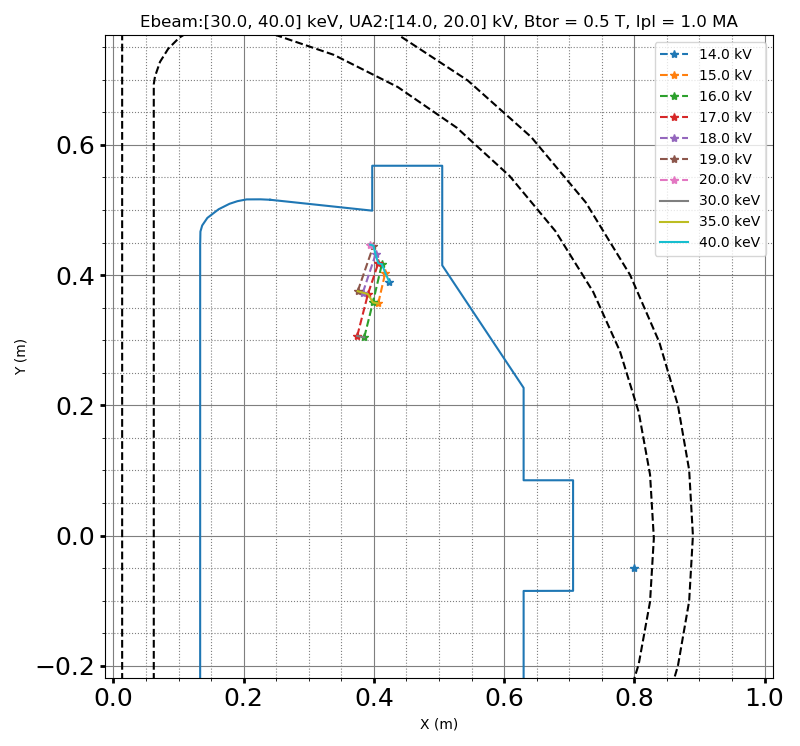 Ebeam:[30.0, 40.0] keV, UA2:[14.0, 20.0] kV, Btor = 0.5 T, Ipl = 1.0 MA
14.0 kV
15.0 kV
16.0 kV
17.0 kV
18.0 kV
19.0 kV
20.0 kV
30.0 keV
35.0 keV
40.0 keV
Y (m)
0.6
0.4
0.2
0.0
−0.2
0.0 0.2 0.4 0.6 0.8 1.0
X (m)